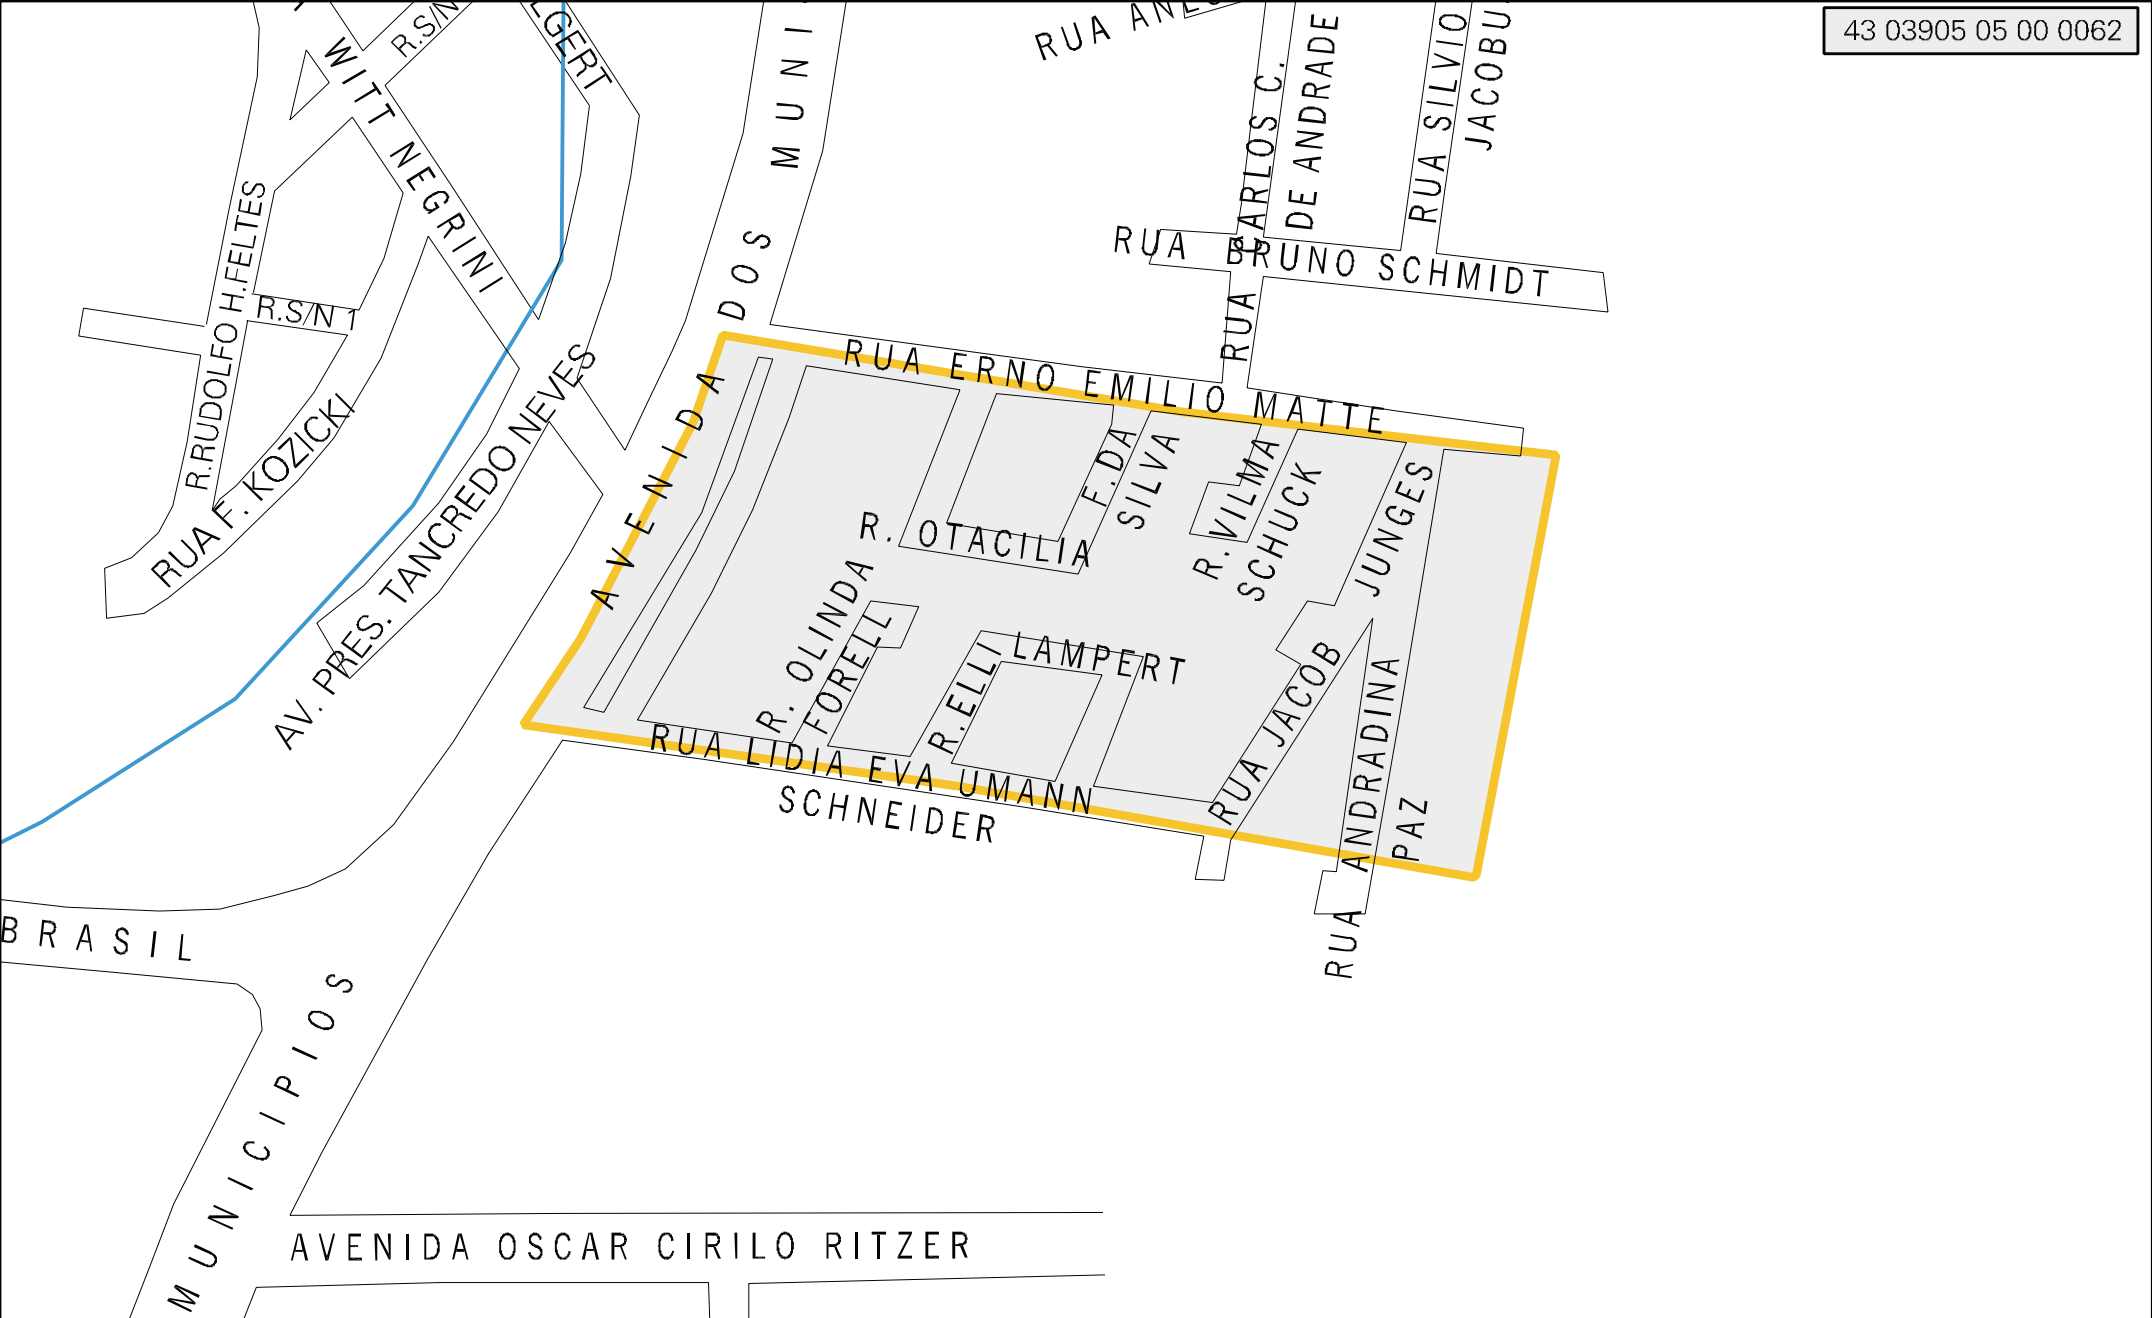 43 03905 05 00 0062
R.S/N
WITT NEGRINI
MUNI
RUA
CARLOS C.
DE ANDRADE
RUA SILVIO
JACOBU
RUA
RUA BRUNO SCHMIDT
R.RUDOLFO H.FELTES
R.S/N 1
RUA F. KOZICKI
AV. PRES. TANCREDO NEVES
AVENIDA DOS
RUA ERNO EMILIO MATTE
R. OTACILIA
F. DA
SILVA
R. VILMA
SCHUCK
R. OLINDA
FORELL
R. ELLI
LAMPERT
RUA JACOB
JUNGES
RUA ANDRADINA
PAZ
RUA LIDIA EVA UMANN
SCHNEIDER
BRASIL
MUNICIPIOS
AVENIDA OSCAR CIRILO RITZER